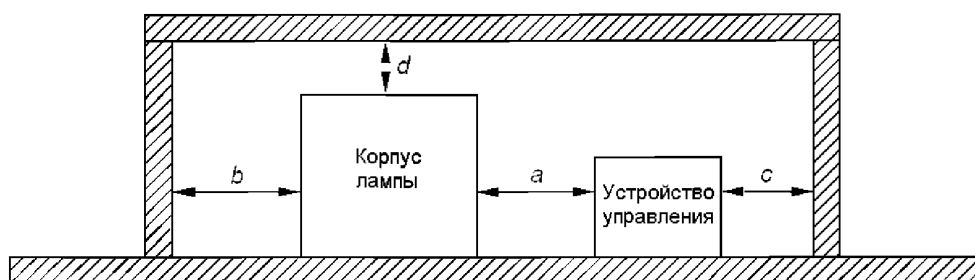 d
Корпус
лампы
b
a
c
Устройство
управления